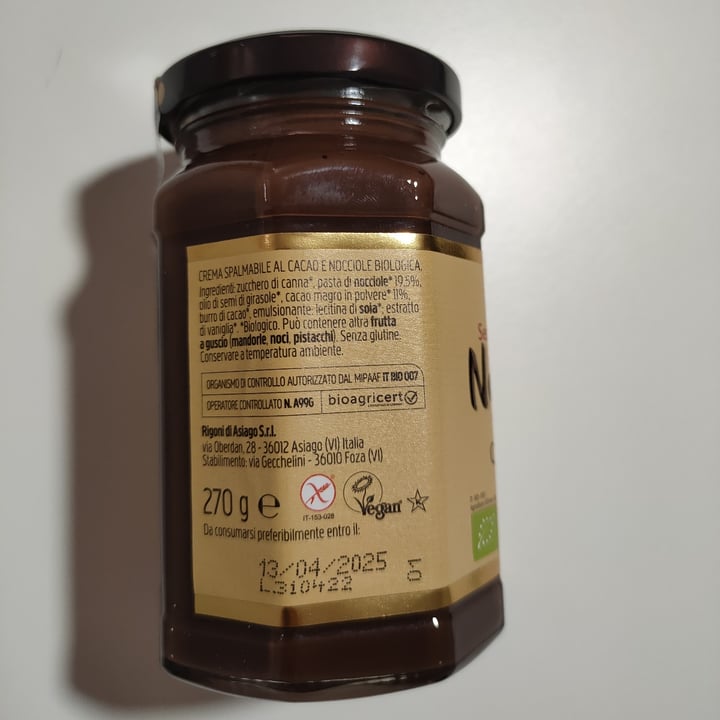 CREMA SPALMABILE AL CACAO E NOCCIOLE BIOLOGICA.
Ingredienti: zucchero di canna*, pasta di nocciole* 19.5%,
olio di semi di girasole*, cacao magro in polvere* 11%,
burro di cacao*, emulsionante: lecitina di soia*; estratto
di vaniglia*. *Biologico. Può contenere altra frutta
a guscio (mandorle, noci, pistacchi). Senza glutine.
Conservare a temperatura ambiente.
ORGANISMO DI CONTROLLO AUTORIZZATO DAL MIPAAF IT BIO 007
OPERATORE CONTROLLATO N. A99G
bioagricert
Rigoni di Asiago S.r.l.
via Oberdan, 28 - 36012 Asiago (VI) Italia
Stabilimento: via Gecchelini - 36010 Foza (VI)
270 g e
IT-153-028
Vegan
K
Da consumarsi preferibilmente entro il:
13/04/2025
L310422
01